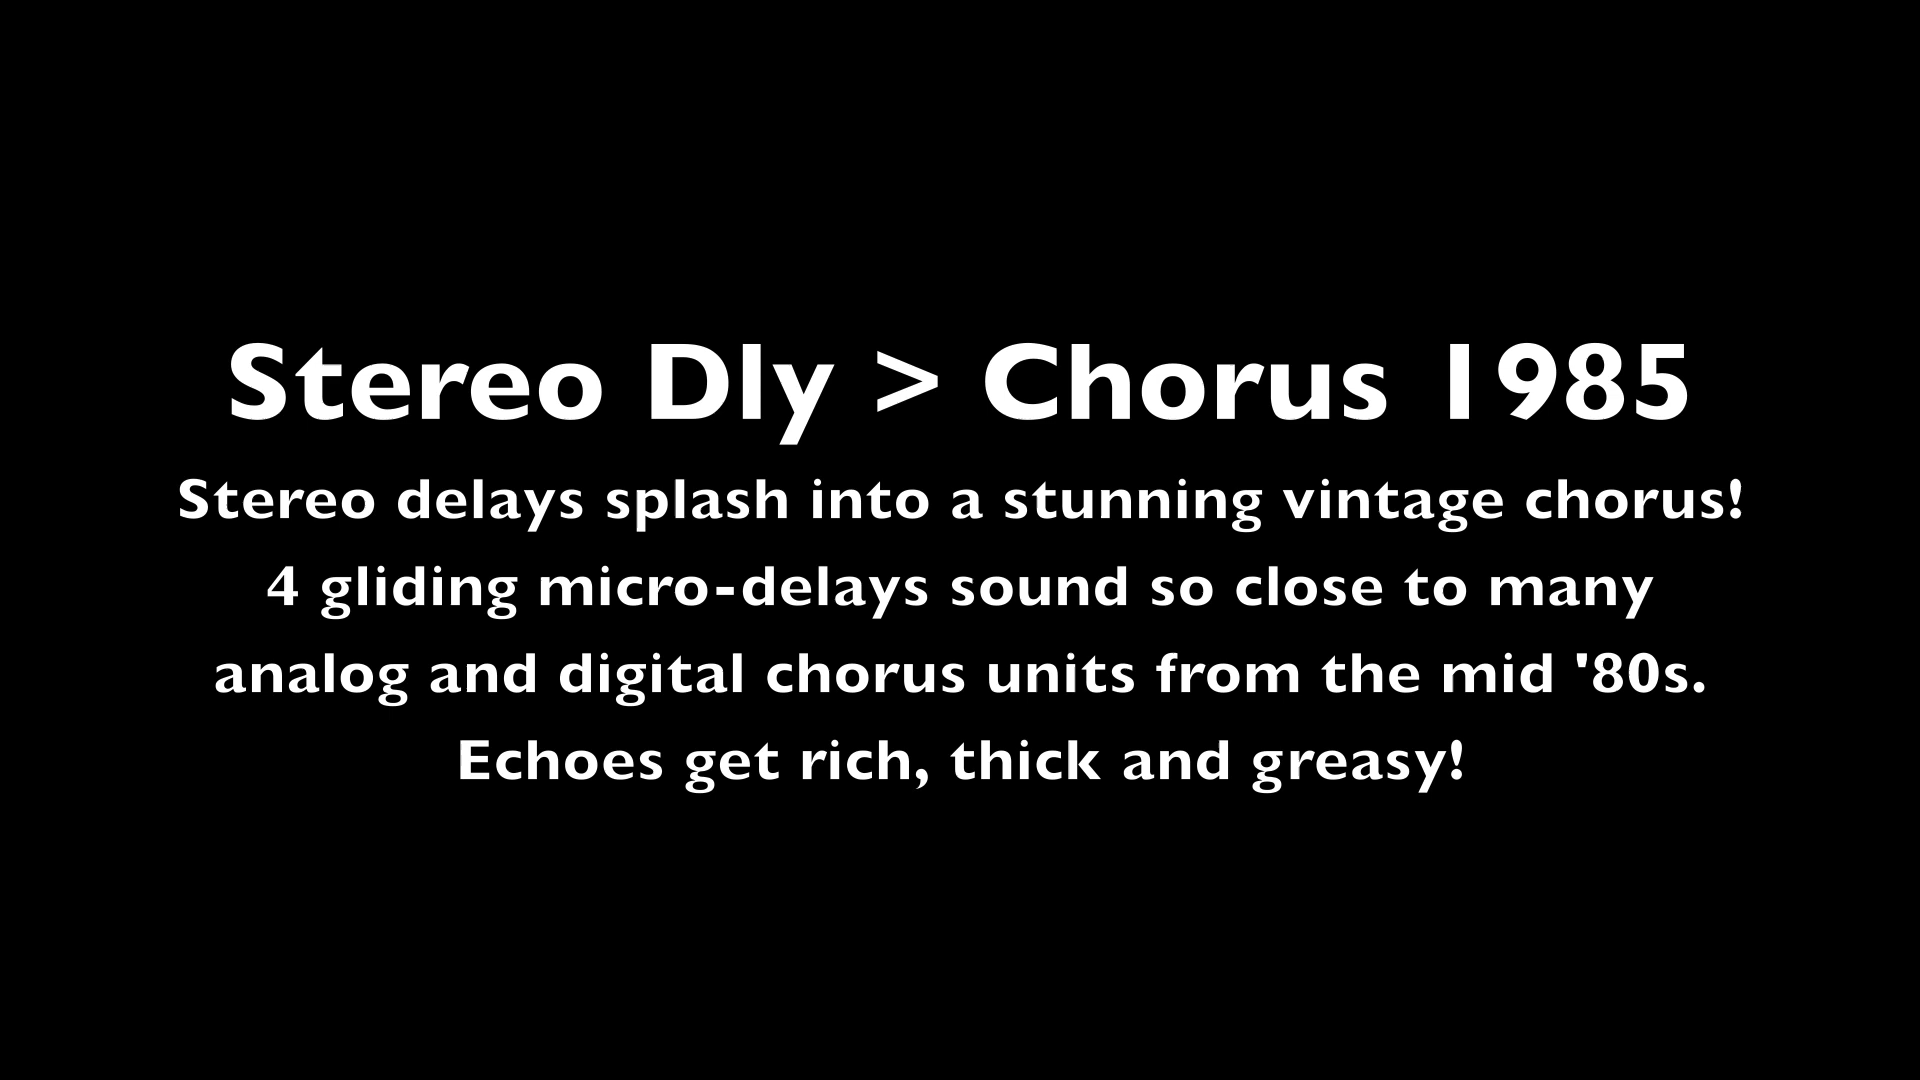 Stereo Dly > Chorus 1985
Stereo delays splash into a stunning vintage chorus!
4 gliding micro-delays sound so close to many
analog and digital chorus units from the mid '80s.
Echoes get rich, thick and greasy!